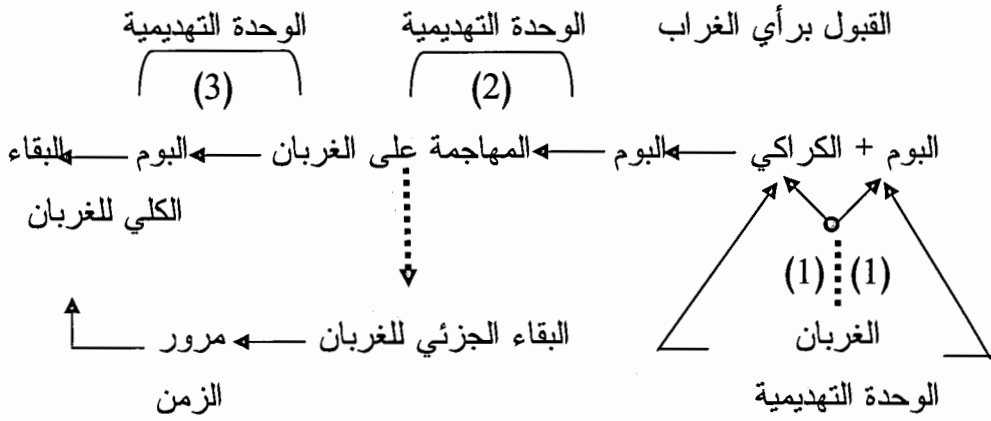 القبول برأي الغراب الوحدة التهديمية الوحدة التهديمية
(2) (3)
البوم + الكراكي البوم المهاجمة على الغربان البوم البقاء
الكلي للغربان
(1) (1)
الغربان البقاء الجزئي للغربان مرور
الوحدة التهديمية الزمن